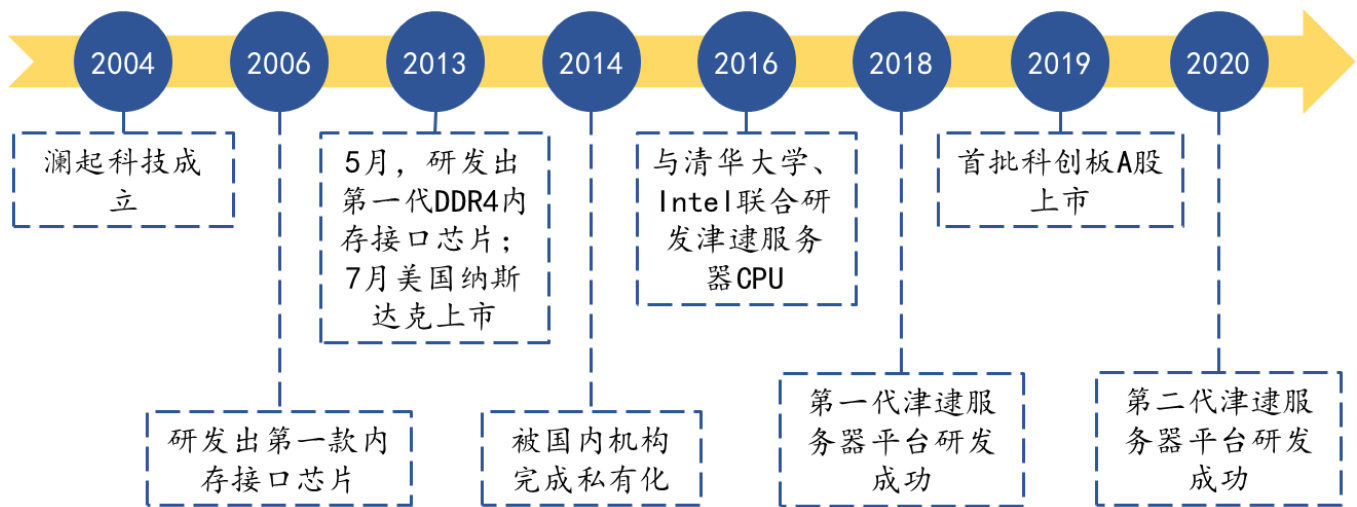 2004
2006
2013
2014
2016
2018
2019
2020
澜起科技成
立
5月，研发出
第一代DDR4内
存接口芯片；
7月美国纳斯
达克上市
与清华大学、
Intel联合研
发津逮服务
器CPU
首批科创板A股
上市
研发出第一款内
存接口芯片
被国内机构
完成私有化
第一代津逮服
务器平台研发
成功
第二代津逮服
务器平台研发
成功